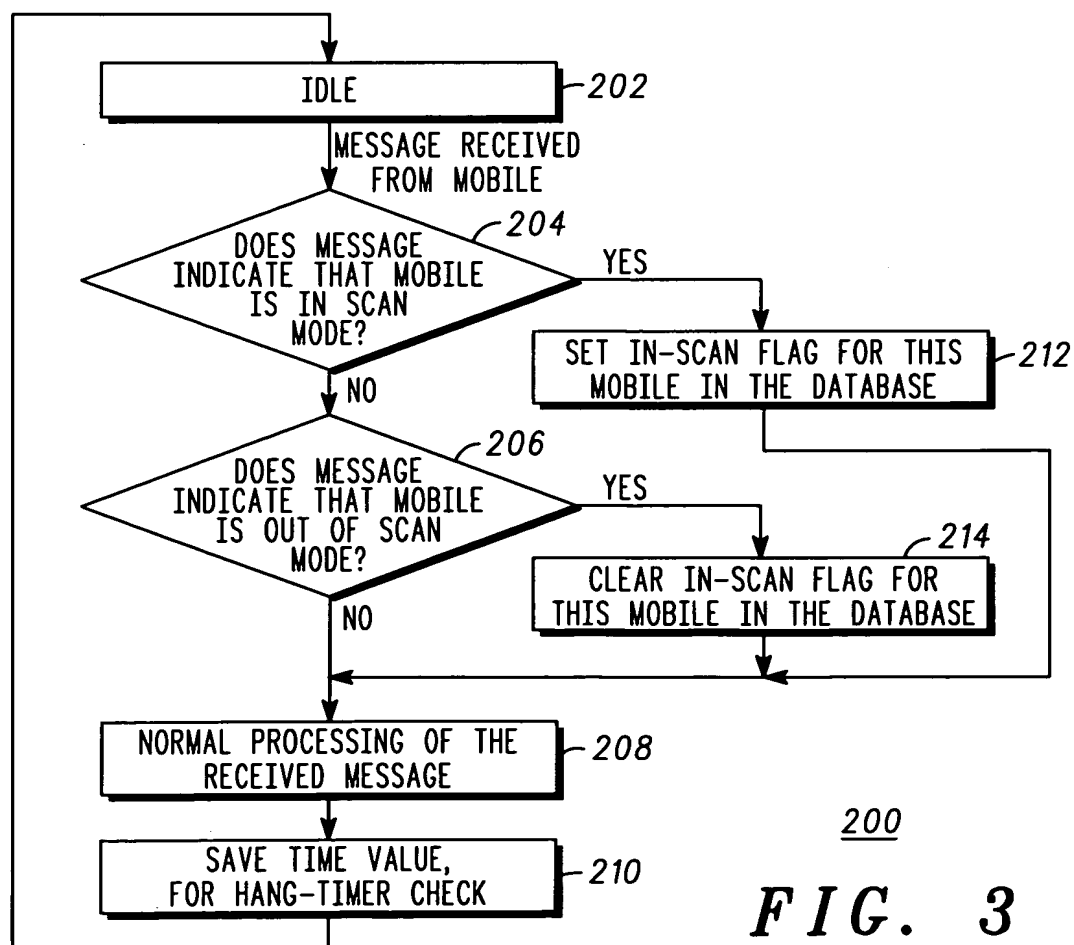 IDLE
202
MESSAGE RECEIVED
FROM MOBILE
204
DOES MESSAGE
INDICATE THAT MOBILE
IS IN SCAN
MODE?
YES
SET IN-SCAN FLAG FOR THIS
MOBILE IN THE DATABASE
212
NO
206
DOES MESSAGE
INDICATE THAT MOBILE
IS OUT OF SCAN
MODE?
YES
214
CLEAR IN-SCAN FLAG FOR
THIS MOBILE IN THE DATABASE
NO
NORMAL PROCESSING OF THE
RECEIVED MESSAGE
208
SAVE TIME VALUE,
FOR HANG-TIMER CHECK
210
200
FIG. 3